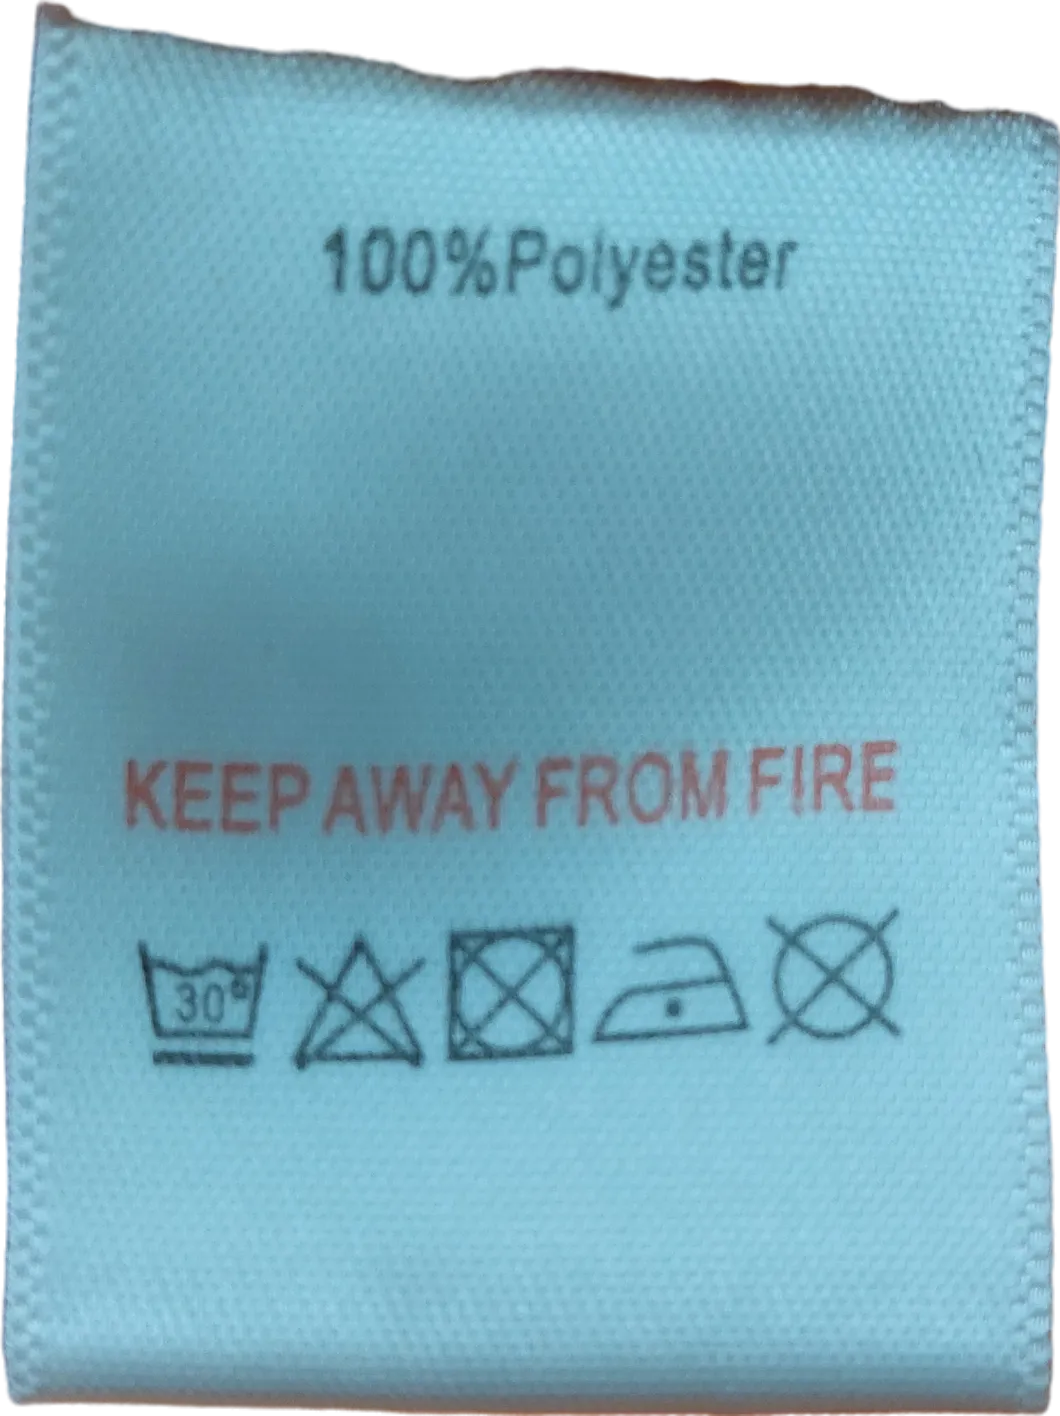 100%Polyester
KEEP AWAY FROM FIRE
30°